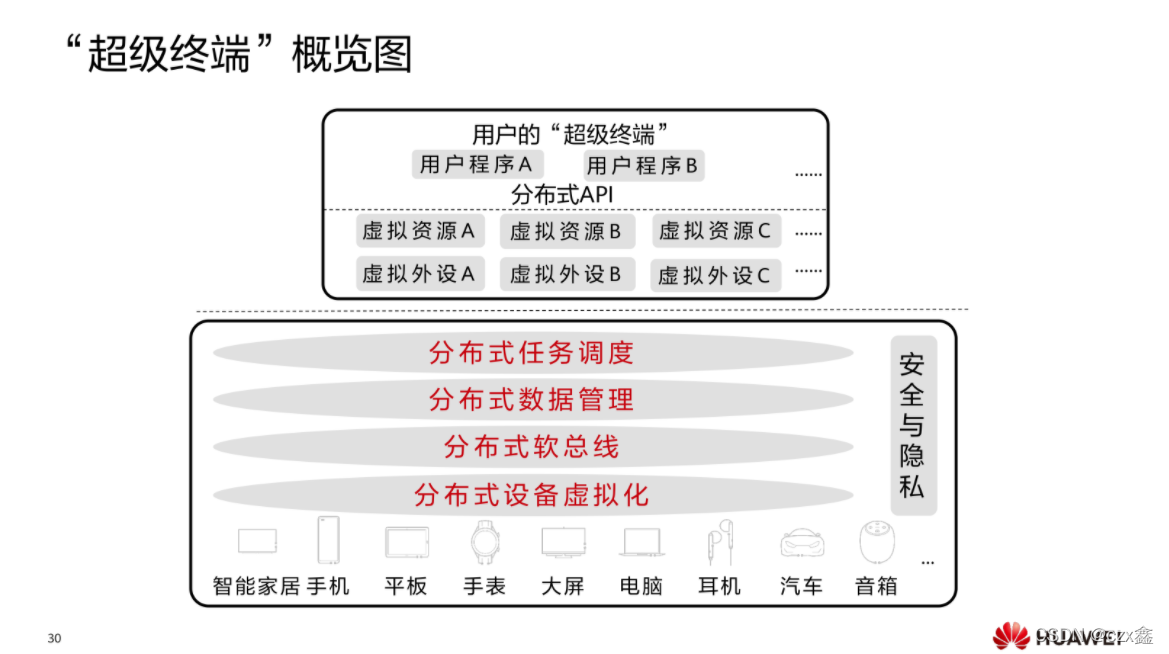 “超级终端”概览图
用户的“超级终端”
用户程序A 用户程序B ......
分布式API
虚拟资源A 虚拟资源B 虚拟资源C ......
虚拟外设A 虚拟外设B 虚拟外设C ......
分布式任务调度
分布式数据管理
分布式软总线
分布式设备虚拟化
安全与隐私
智能家居 手机 平板 手表 大屏 电脑 耳机 汽车 音箱 ...
30
HUAWEI
CSDN @czx鑫